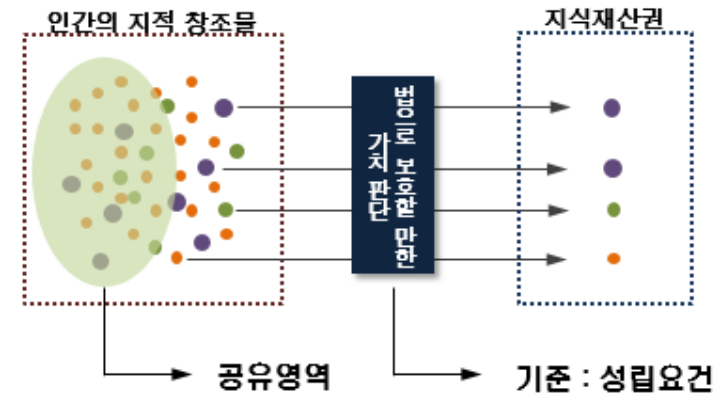 인간의 지적 창조물
지식재산권
법으로 보호할 만한
가치 판단
공유영역
기준 : 성립요건